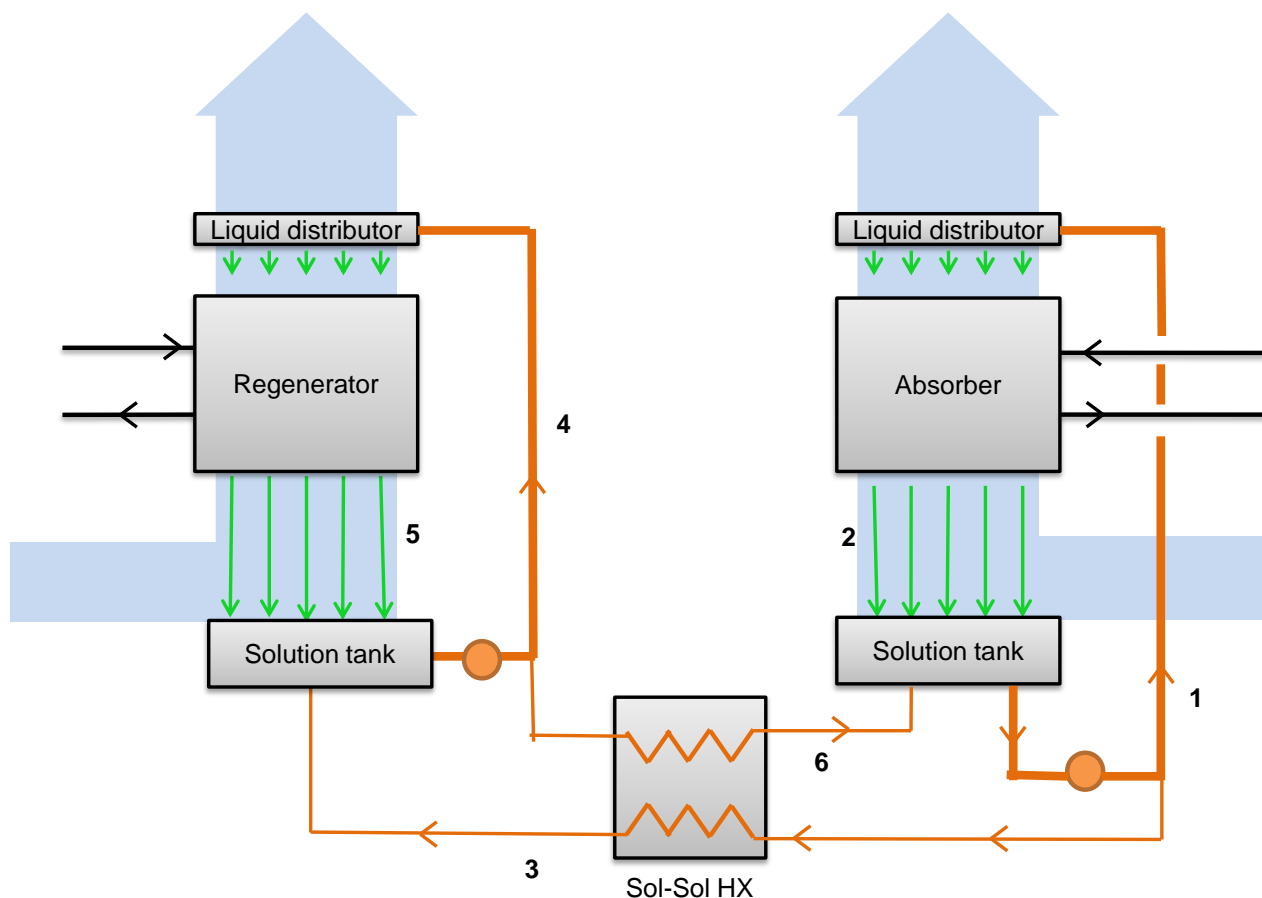 Liquid distributor
Liquid distributor
Regenerator
Absorber
4
5
2
Solution tank
Solution tank
1
6
3
Sol-Sol HX